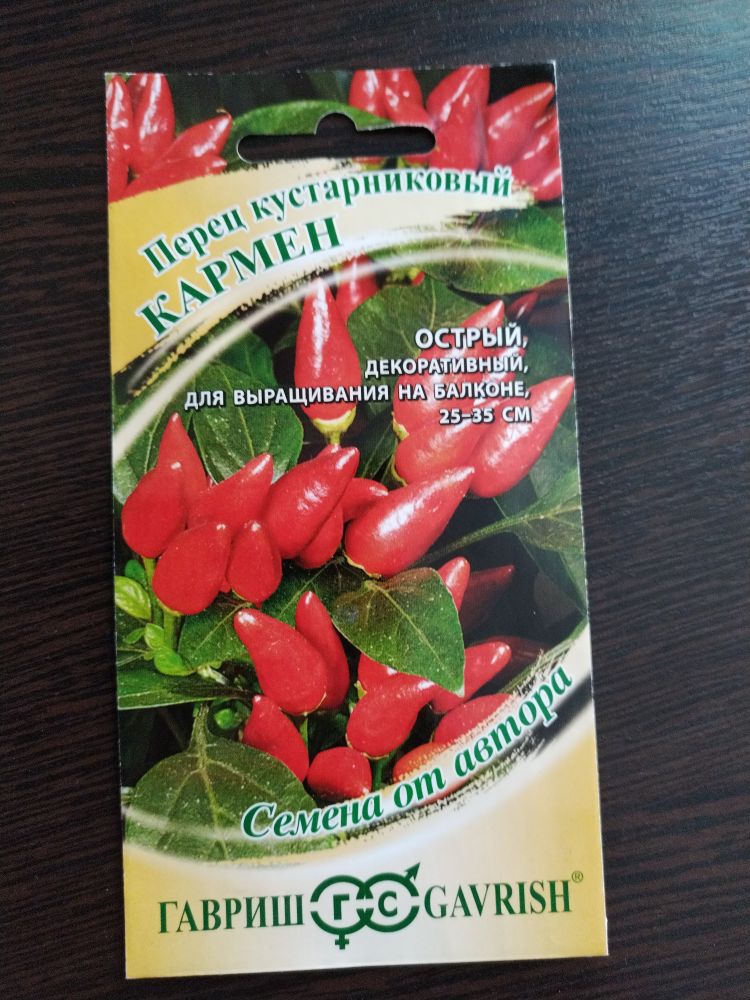 Перец кустарниковый
КАРМЕН
ОСТРЫЙ,
ДЕКОРАТИВНЫЙ,
ДЛЯ ВЫРАЩИВАНИЯ НА БАЛКОНЕ,
25–35 СМ
Семена от автора
ГАВРИШ ГС GAVRISH®